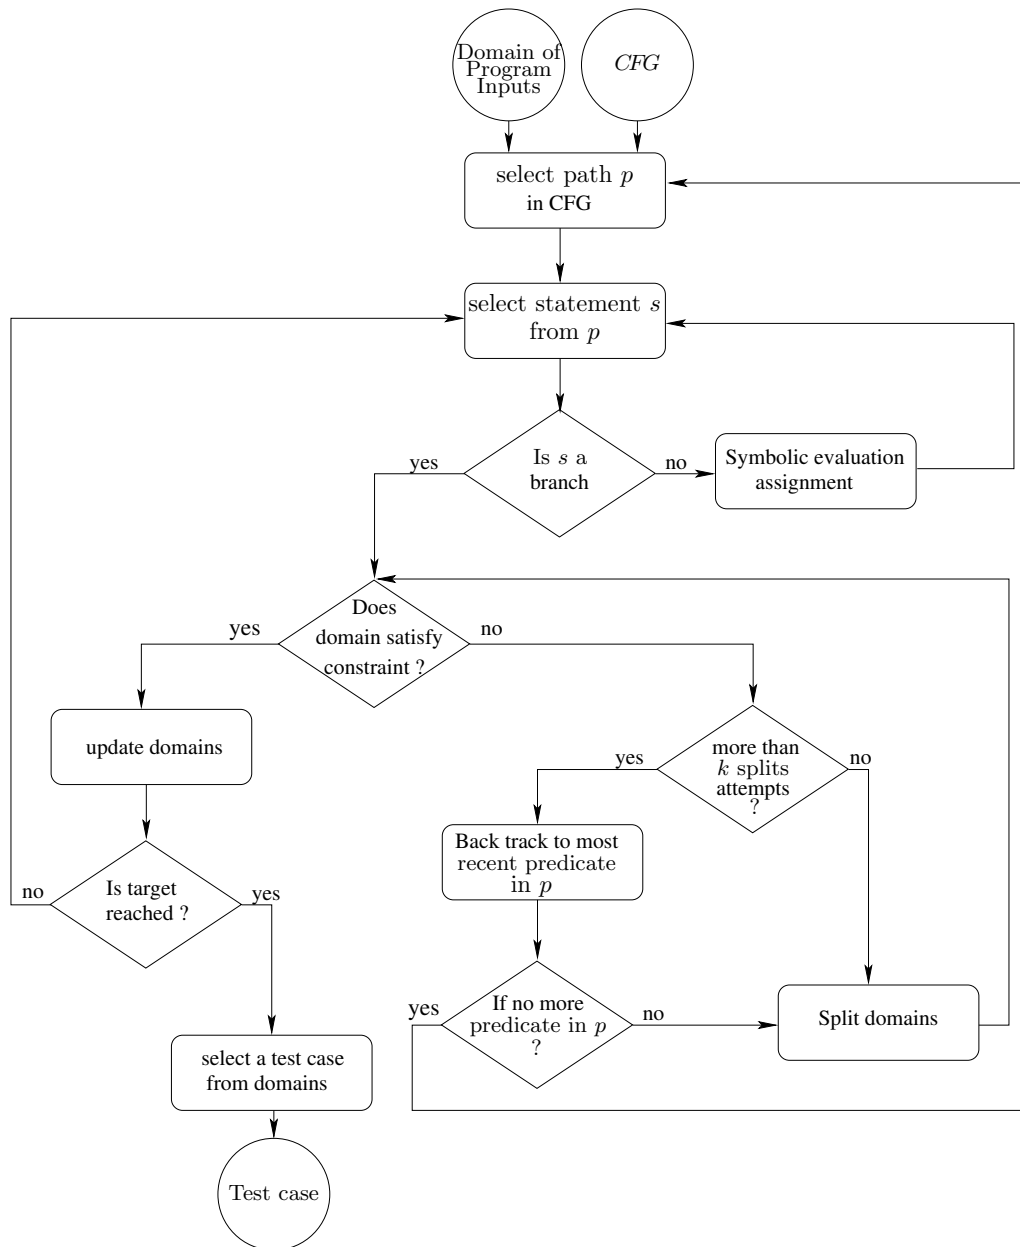 Domain of
Program
Inputs
CFG
select path p
in CFG
select statement s
from p
Is s a
branch
yes
no
Symbolic evaluation
assignment
Does
domain satisfy
constraint ?
yes
no
update domains
more than
k splits
attempts
?
yes
no
Back track to most
recent predicate
in p
Is target
reached ?
no
yes
If no more
predicate in p
?
yes
no
Split domains
select a test case
from domains
Test case